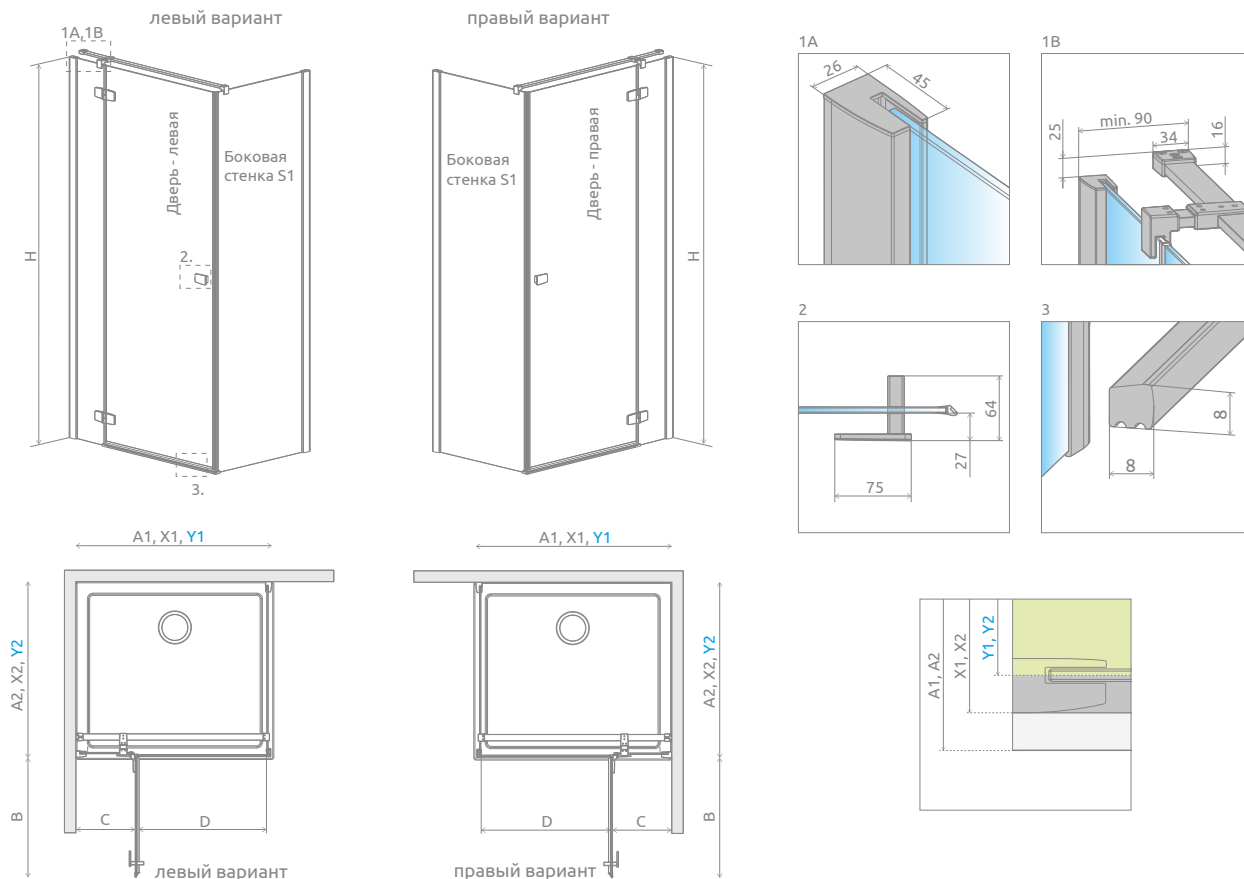 левый вариант
правый вариант
1A,1B
Дверь - левая
Боковая
стенка S1
H
2.
3.
Боковая
стенка S1
Дверь - правая
H
1A
26
45
1B
min. 90
34
16
25
2
64
27
75
3
8
8
A1, X1, Y1
A2, X2, Y2
B
C
D
левый вариант
A1, X1, Y1
A2, X2, Y2
B
D
C
правый вариант
A1, A2
X1, X2
Y1, Y2